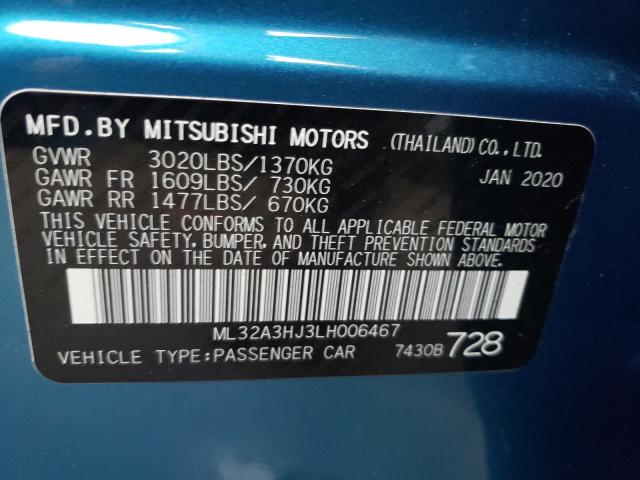 MFD.BY MITSUBISHI MOTORS (THAILAND) CO., LTD.
GVWR 3020LBS/1370KG JAN 2020
GAWR FR 1609LBS/ 730KG
GAWR RR 1477LBS/ 670KG
THIS VEHICLE CONFORMS TO ALL APPLICABLE FEDERAL MOTOR
VEHICLE SAFETY, BUMPER, AND THEFT PREVENTION STANDARDS
IN EFFECT ON THE DATE OF MANUFACTURE SHOWN ABOVE.
ML32A3HJ3LH006467
VEHICLE TYPE:PASSENGER CAR 7430B 728